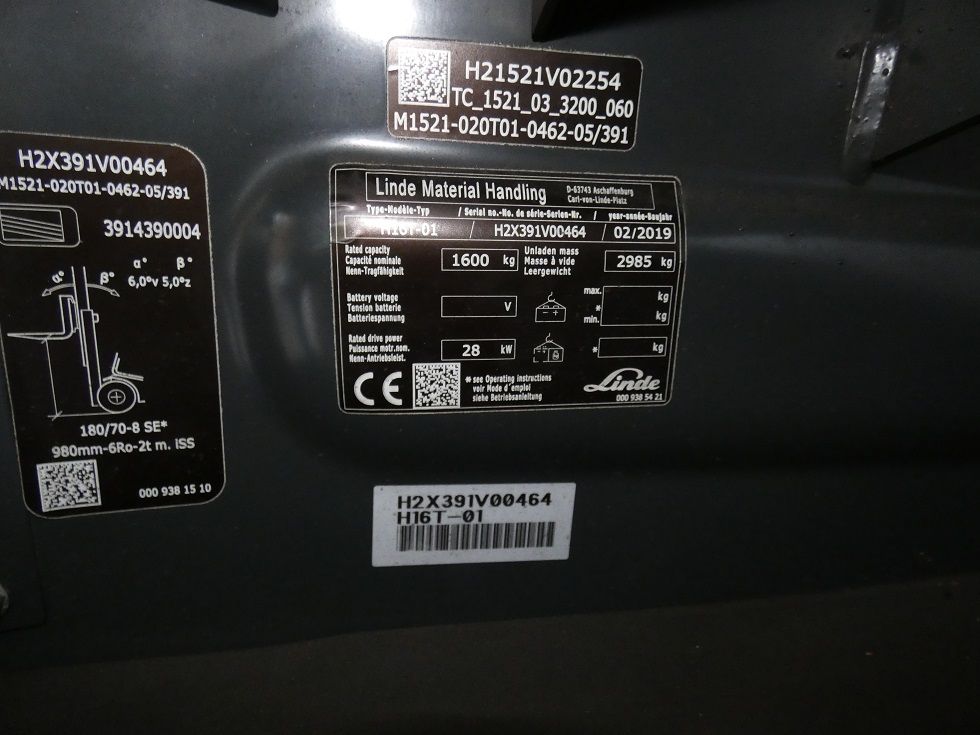 H21521V02254
TC_1521_03_3200_060
M1521-020T01-0462-05/391
H2X391V00464
M1521-020T01-0462-05/391
3914390004
α° β°
6,0°v 5,0°z
α° β°
180/70-8 SE*
980mm-6Ro-2t m. ISS
000 938 15 10
Linde Material Handling
D-63743 Aschaffenburg
Carl-von-Linde-Platz
Type-Modèle-Typ / Serial no.-No. de série-Serien-Nr. / year-année-Baujahr
H16T-01 / H2X391V00464 / 02/2019
Rated capacity
Capacité nominale
Nenn-Tragfähigkeit
1600 kg
Unladen mass
Masse à vide
Leergewicht
2985 kg
Battery voltage
Tension batterie
Batteriespannung
V
max. kg
*
min. kg
Rated drive power
Puissance motr.nom.
Nenn-Antriebsleist.
28 kW
* kg
CE
* see Operating instructions
voir Mode d'emploi
siehe Betriebsanleitung
Linde
000 938 54 21
H2X391V00464
H16T-01